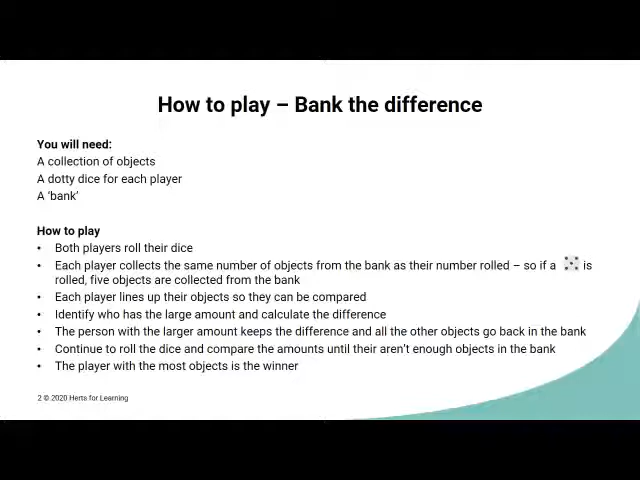 How to play – Bank the difference
You will need:
A collection of objects
A dotty dice for each player
A ‘bank’
How to play
• Both players roll their dice
• Each player collects the same number of objects from the bank as their number rolled – so if a is
rolled, five objects are collected from the bank
• Each player lines up their objects so they can be compared
• Identify who has the large amount and calculate the difference
• The person with the larger amount keeps the difference and all the other objects go back in the bank
• Continue to roll the dice and compare the amounts until their aren’t enough objects in the bank
• The player with the most objects is the winner
2 © 2020 Herts for Learning